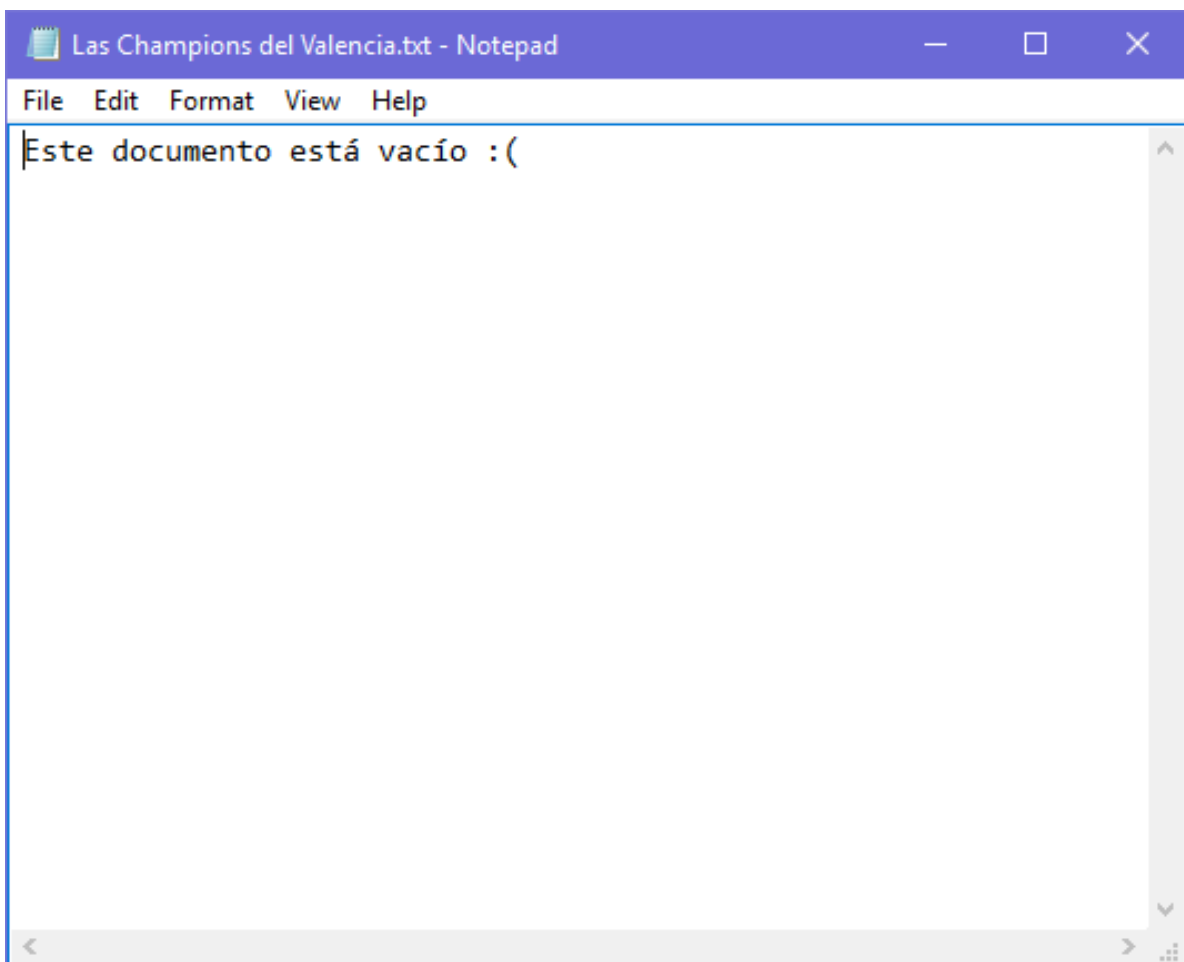 Las Champions del Valencia.txt - Notepad
File Edit Format View Help
Este documento está vacío :(